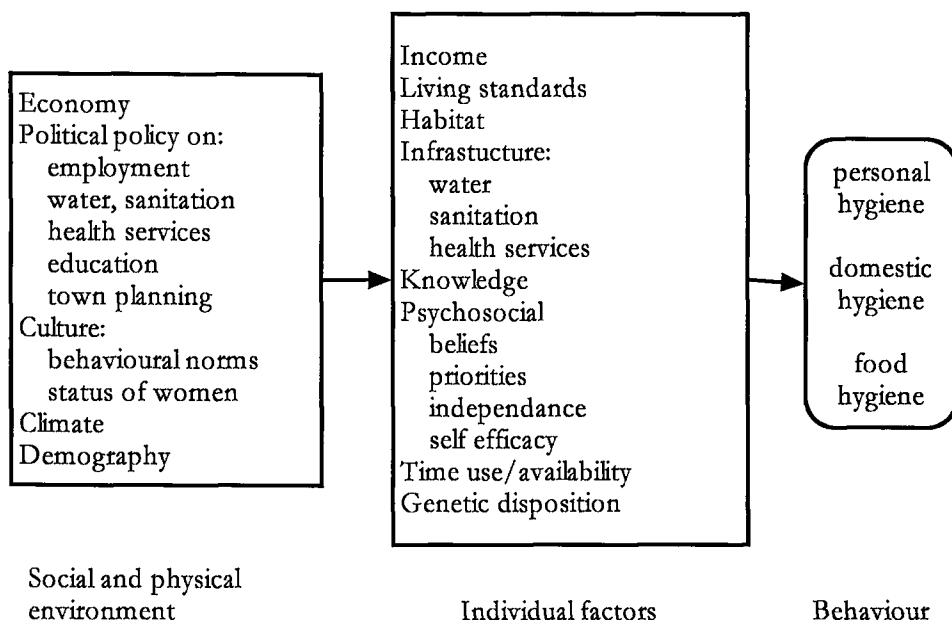 Economy
Political policy on:
employment
water, sanitation
health services
education
town planning
Culture:
behavioural norms
status of women
Climate
Demography
Income
Living standards
Habitat
Infrastucture:
water
sanitation
health services
Knowledge
Psychosocial
beliefs
priorities
independance
self efficacy
Time use/availability
Genetic disposition
personal
hygiene
domestic
hygiene
food
hygiene
Social and physical
environment
Individual factors
Behaviour